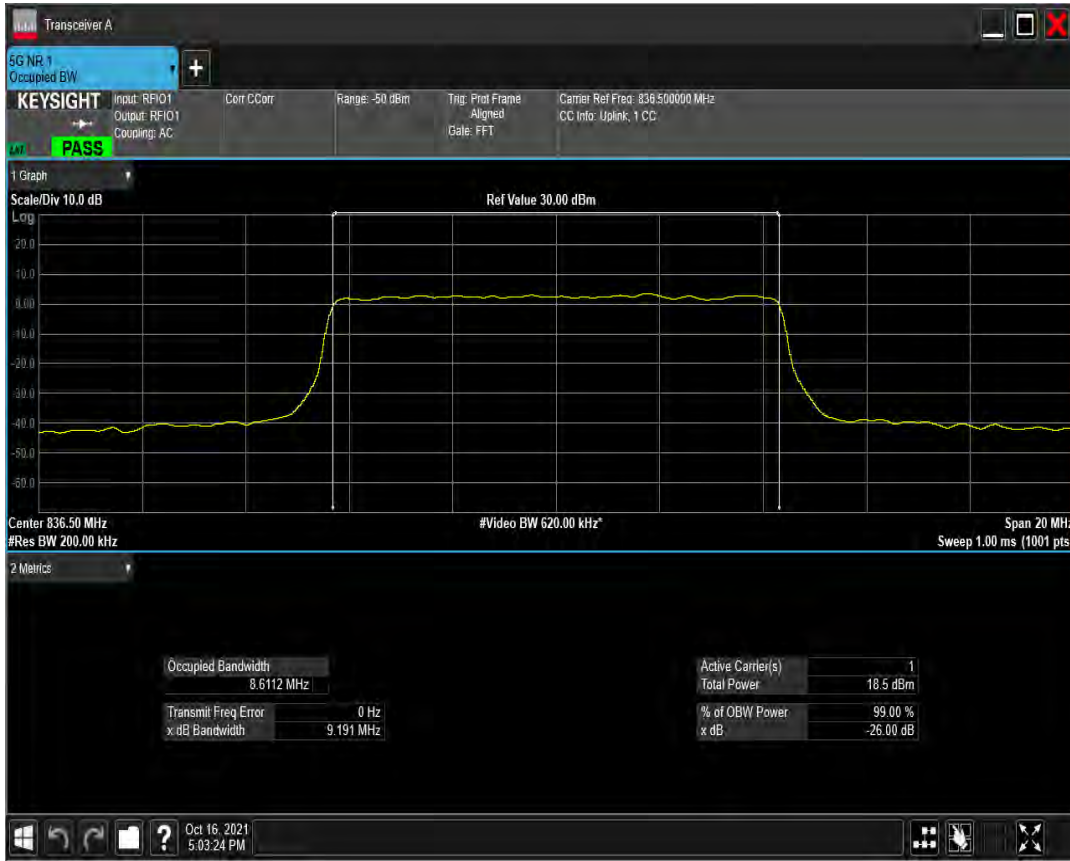 Transceiver A
5G NR 1
Occupied BW
+
KEYSIGHT
PASS
Input: RFIO1
Output: RFIO1
Coupling: AC
Corr CCorr
Range: -50 dBm
Trig: Prot Frame
Aligned
Gate: FFT
Carrier Ref Freq: 836.500000 MHz
CC Info: Uplink, 1 CC
1 Graph
Scale/Div 10.0 dB
Ref Value 30.00 dBm
Log
20.0
10.0
0.00
-10.0
-20.0
-30.0
-40.0
-50.0
-60.0
Center 836.50 MHz
#Video BW 620.00 kHz*
Span 20 MHz
#Res BW 200.00 kHz
Sweep 1.00 ms (1001 pts
2 Metrics
Occupied Bandwidth
8.6112 MHz
Transmit Freq Error 0 Hz
x dB Bandwidth 9.191 MHz
Active Carrier(s) 1
Total Power 18.5 dBm
% of OBW Power 99.00 %
x dB -26.00 dB
?
Oct 16, 2021
5:03:24 PM